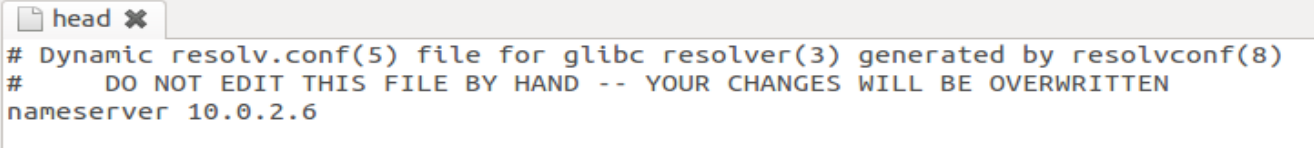 head
# Dynamic resolv.conf(5) file for glibc resolver(3) generated by resolvconf(8)
#     DO NOT EDIT THIS FILE BY HAND -- YOUR CHANGES WILL BE OVERWRITTEN
nameserver 10.0.2.6